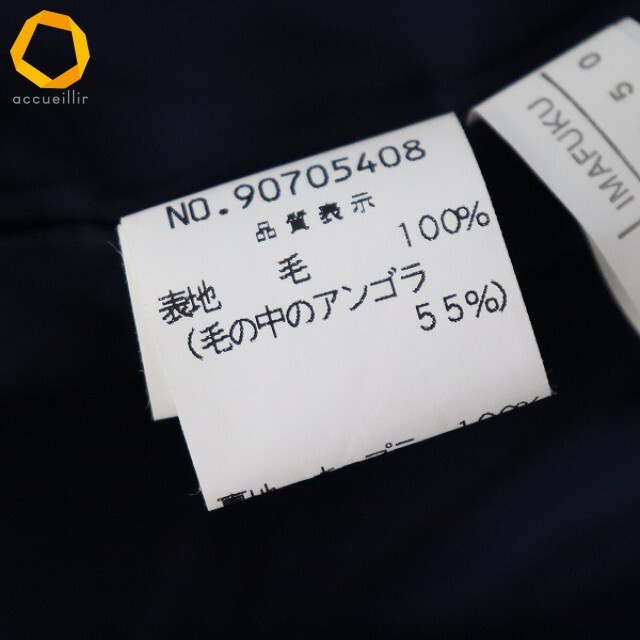 accueillir
NO.90705408
品質表示
表地 毛 100%
(毛の中のアンゴラ
55%)
IMAFUKU
50